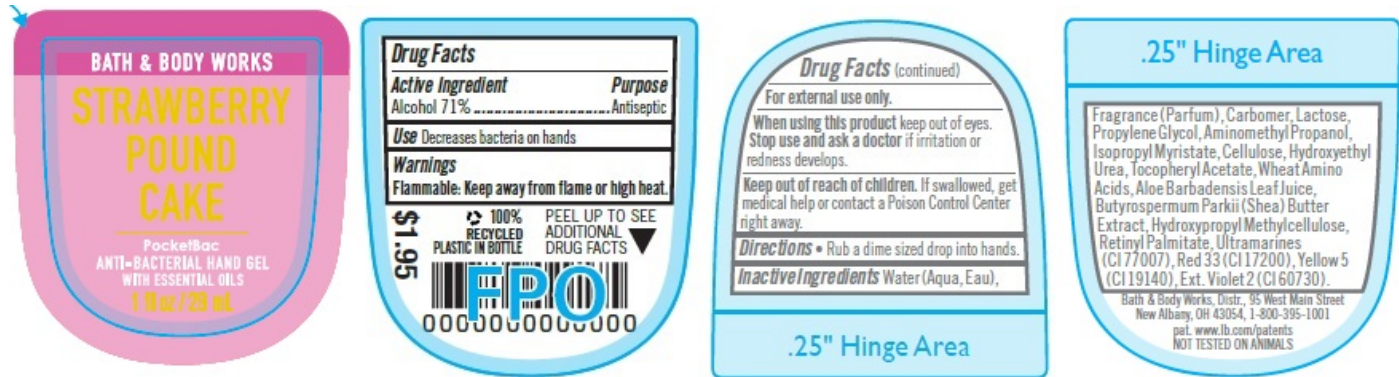 BATH & BODY WORKS
STRAWBERRY
POUND
CAKE
PocketBac
ANTI-BACTERIAL HAND GEL
WITH ESSENTIAL OILS
1 fl oz / 29 mL
Drug Facts
Active Ingredient Purpose
Alcohol 71%.......................................Antiseptic
Use Decreases bacteria on hands
Warnings
Flammable: Keep away from flame or high heat.
$1.95
100%
RECYCLED
PLASTIC IN BOTTLE
PEEL UP TO SEE
ADDITIONAL
DRUG FACTS
FPO
0000000000000
Drug Facts (continued)
For external use only.
When using this product keep out of eyes.
Stop use and ask a doctor if irritation or
redness develops.
Keep out of reach of children. If swallowed, get
medical help or contact a Poison Control Center
right away.
Directions • Rub a dime sized drop into hands.
Inactive Ingredients Water (Aqua, Eau),
.25" Hinge Area
.25" Hinge Area
Fragrance (Parfum), Carbomer, Lactose,
Propylene Glycol, Aminomethyl Propanol,
Isopropyl Myristate, Cellulose, Hydroxyethyl
Urea, Tocopheryl Acetate, Wheat Amino
Acids, Aloe Barbadensis Leaf Juice,
Butyrospermum Parkii (Shea) Butter
Extract, Hydroxypropyl Methylcellulose,
Retinyl Palmitate, Ultramarines
(CI 77007), Red 33 (CI 17200), Yellow 5
(CI 19140), Ext. Violet 2 (CI 60730).
Bath & Body Works, Distr., 95 West Main Street
New Albany, OH 43054, 1-800-395-1001
pat. www.lb.com/patents
NOT TESTED ON ANIMALS